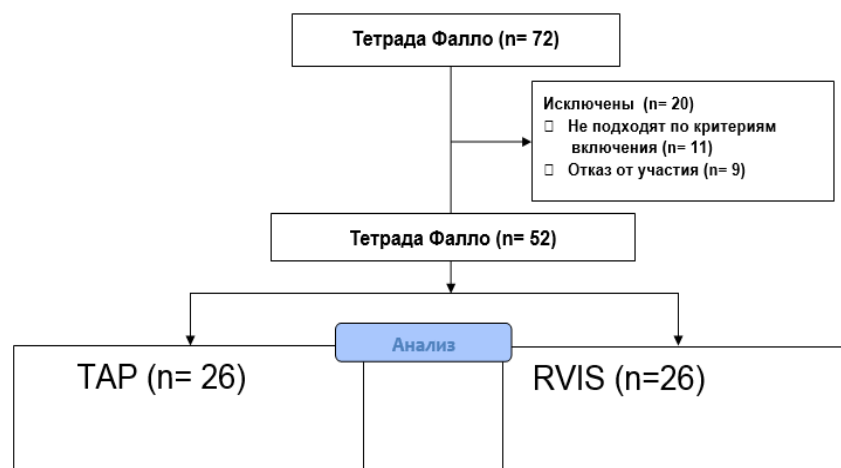 Тетрада Фалло (n= 72)
Исключены (n= 20)
Не подходят по критериям
включения (n= 11)
Отказ от участия (n= 9)
Тетрада Фалло (n= 52)
Анализ
TAP (n= 26)
RVIS (n=26)